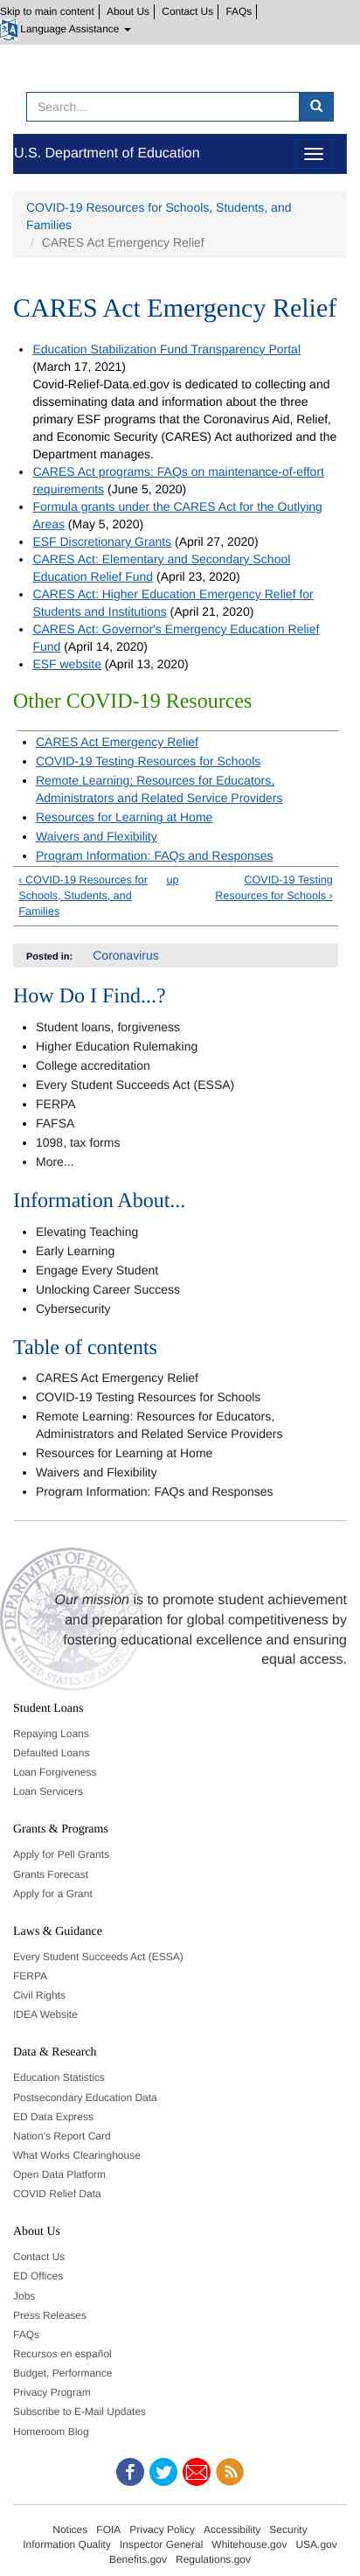 Skip to main content About Us Contact Us FAQs
Language Assistance
Search...
U.S. Department of Education
COVID-19 Resources for Schools, Students, and
Families
/ CARES Act Emergency Relief
CARES Act Emergency Relief
• Education Stabilization Fund Transparency Portal
(March 17, 2021)
Covid-Relief-Data.ed.gov is dedicated to collecting and
disseminating data and information about the three
primary ESF programs that the Coronavirus Aid, Relief,
and Economic Security (CARES) Act authorized and the
Department manages.
• CARES Act programs: FAQs on maintenance-of-effort
requirements (June 5, 2020)
• Formula grants under the CARES Act for the Outlying
Areas (May 5, 2020)
• ESF Discretionary Grants (April 27, 2020)
• CARES Act: Elementary and Secondary School
Education Relief Fund (April 23, 2020)
• CARES Act: Higher Education Emergency Relief for
Students and Institutions (April 21, 2020)
• CARES Act: Governor's Emergency Education Relief
Fund (April 14, 2020)
• ESF website (April 13, 2020)
Other COVID-19 Resources
• CARES Act Emergency Relief
• COVID-19 Testing Resources for Schools
• Remote Learning: Resources for Educators,
Administrators and Related Service Providers
• Resources for Learning at Home
• Waivers and Flexibility
• Program Information: FAQs and Responses
‹ COVID-19 Resources for up COVID-19 Testing
Schools, Students, and Resources for Schools ›
Families
Posted in: Coronavirus
How Do I Find...?
• Student loans, forgiveness
• Higher Education Rulemaking
• College accreditation
• Every Student Succeeds Act (ESSA)
• FERPA
• FAFSA
• 1098, tax forms
• More...
Information About...
• Elevating Teaching
• Early Learning
• Engage Every Student
• Unlocking Career Success
• Cybersecurity
Table of contents
• CARES Act Emergency Relief
• COVID-19 Testing Resources for Schools
• Remote Learning: Resources for Educators,
Administrators and Related Service Providers
• Resources for Learning at Home
• Waivers and Flexibility
• Program Information: FAQs and Responses
DEPARTMENT OF EDUCATION
UNITED STATES OF AMERICA
Our mission is to promote student achievement
and preparation for global competitiveness by
fostering educational excellence and ensuring
equal access.
Student Loans
Repaying Loans
Defaulted Loans
Loan Forgiveness
Loan Servicers
Grants & Programs
Apply for Pell Grants
Grants Forecast
Apply for a Grant
Laws & Guidance
Every Student Succeeds Act (ESSA)
FERPA
Civil Rights
IDEA Website
Data & Research
Education Statistics
Postsecondary Education Data
ED Data Express
Nation's Report Card
What Works Clearinghouse
Open Data Platform
COVID Relief Data
About Us
Contact Us
ED Offices
Jobs
Press Releases
FAQs
Recursos en español
Budget, Performance
Privacy Program
Subscribe to E-Mail Updates
Homeroom Blog
Notices FOIA Privacy Policy Accessibility Security
Information Quality Inspector General Whitehouse.gov USA.gov
Benefits.gov Regulations.gov